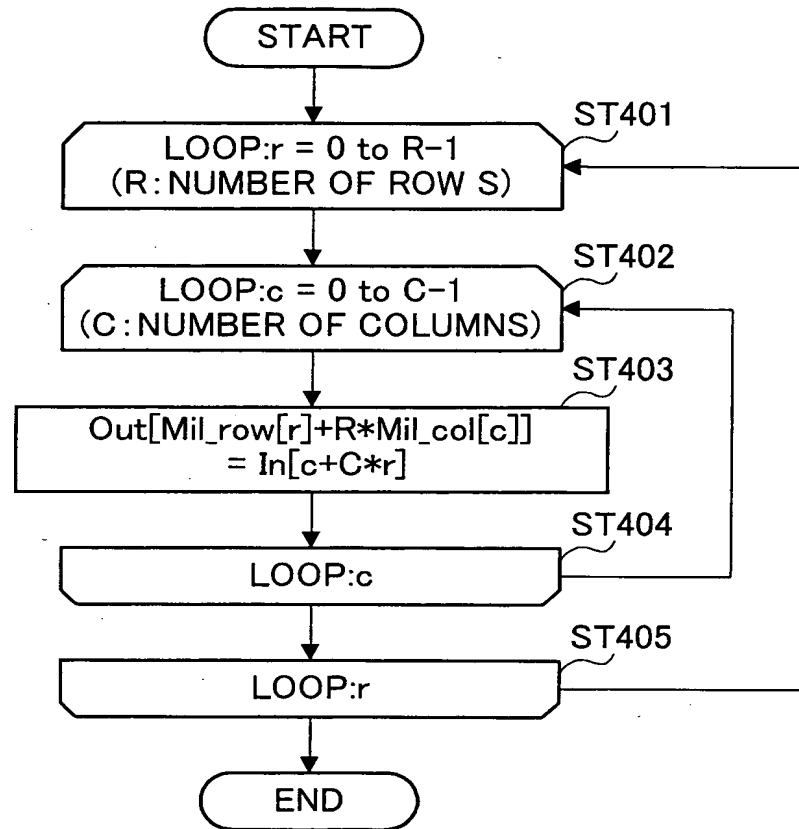 START
ST401
LOOP:r = 0 to R-1
(R:NUMBER OF ROW S)
ST402
LOOP:c = 0 to C-1
(C:NUMBER OF COLUMNS)
ST403
Out[Mil_row[r]+R*Mil_col[c]]
= In[c+C*r]
ST404
LOOP:c
ST405
LOOP:r
END